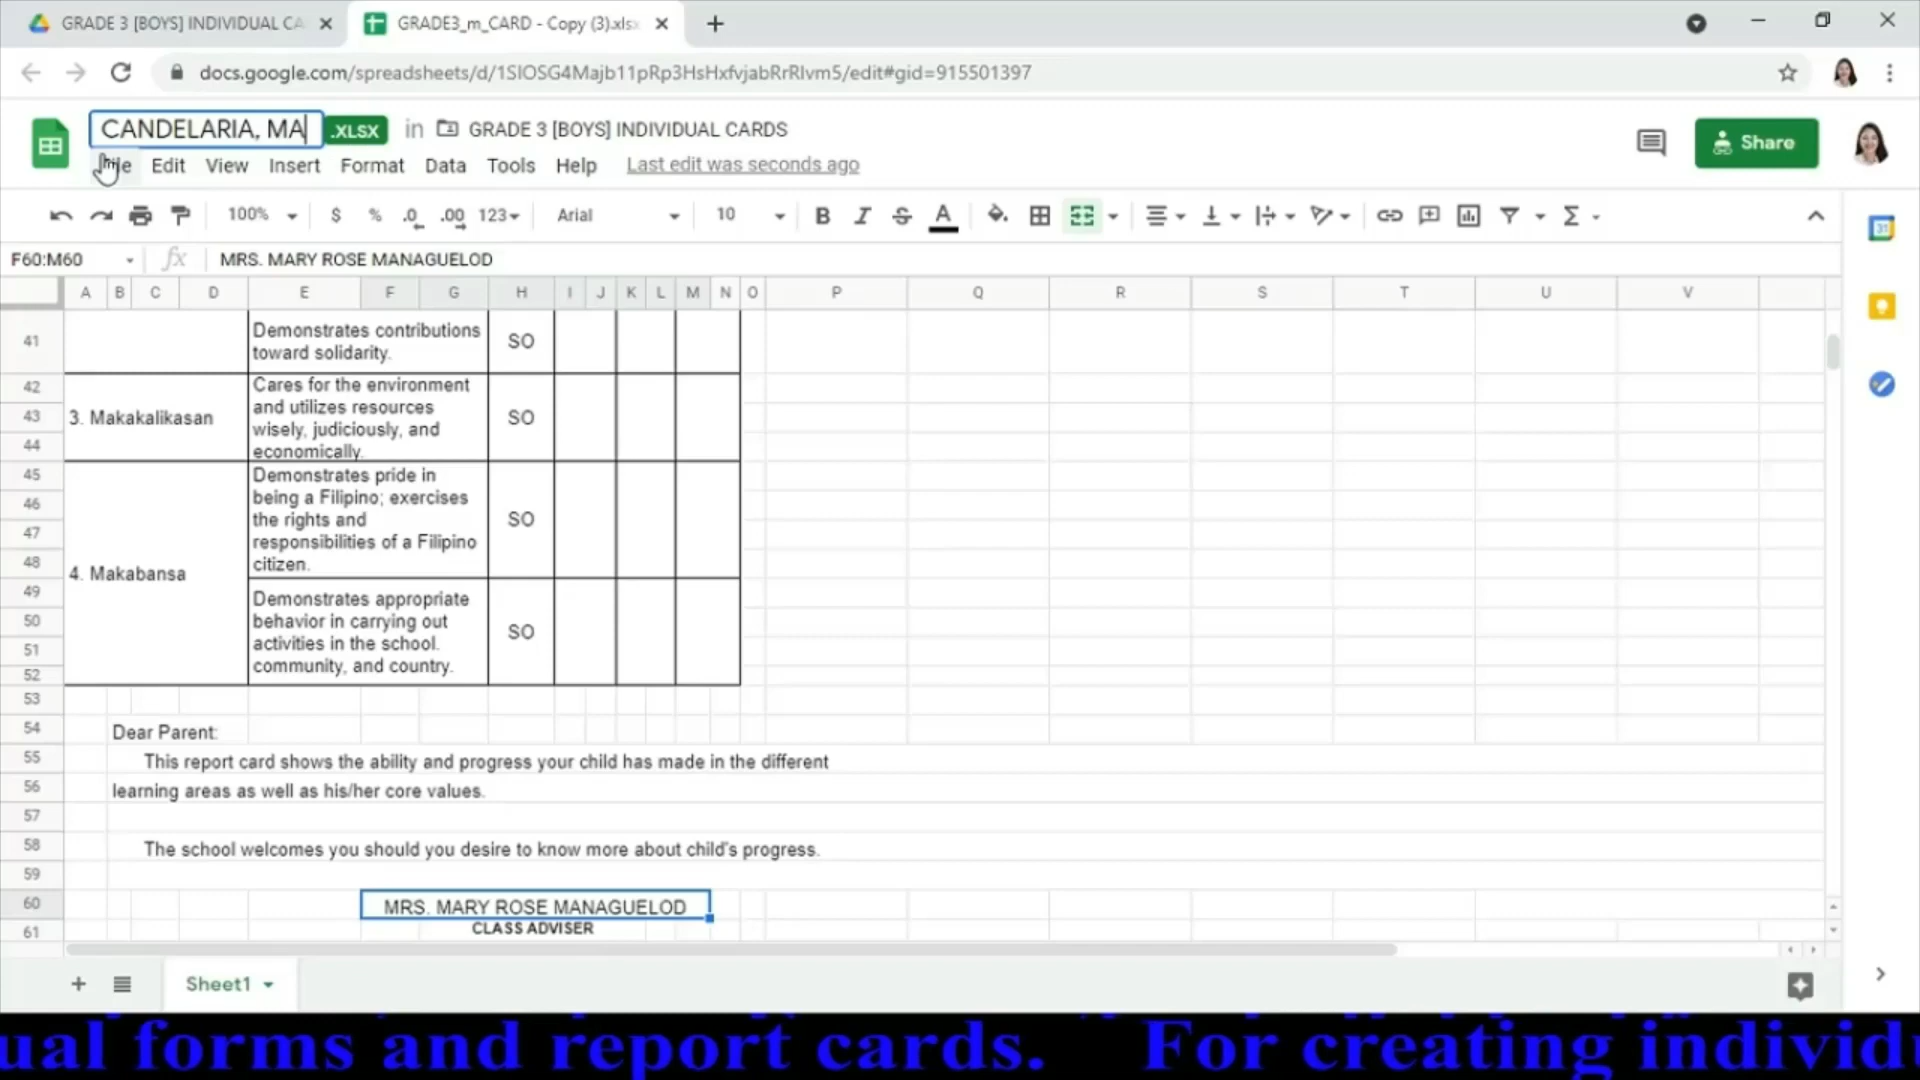 GRADE 3 [BOYS] INDIVIDUAL CA
GRADE3_m_CARD - Copy (3).xlsx
docs.google.com/spreadsheets/d/1SIOSG4Majb11pRp3HsHxfvjabRrRIvm5/edit#gid=915501397
CANDELARIA, MA .XLSX in GRADE 3 [BOYS] INDIVIDUAL CARDS
File Edit View Insert Format Data Tools Help Last edit was seconds ago
Share
100% $ % .0 .00 123 Arial 10 B I S A
31
F60:M60 fx MRS. MARY ROSE MANAGUELOD
A B C D E F G H I J K L M N O P Q R S T U V
41 Demonstrates contributions
toward solidarity. SO
42 Cares for the environment
43 3. Makakalikasan and utilizes resources SO
44 wisely, judiciously, and
economically.
45 Demonstrates pride in
46 being a Filipino; exercises SO
47 the rights and
48 responsibilities of a Filipino
citizen.
4. Makabansa
49 Demonstrates appropriate
50 behavior in carrying out SO
51 activities in the school.
52 community, and country.
53
54 Dear Parent:
55 This report card shows the ability and progress your child has made in the different
56 learning areas as well as his/her core values.
57
58 The school welcomes you should you desire to know more about child's progress.
59
60 MRS. MARY ROSE MANAGUELOD
61 CLASS ADVISER
Sheet1
ual forms and report cards. For creating individu